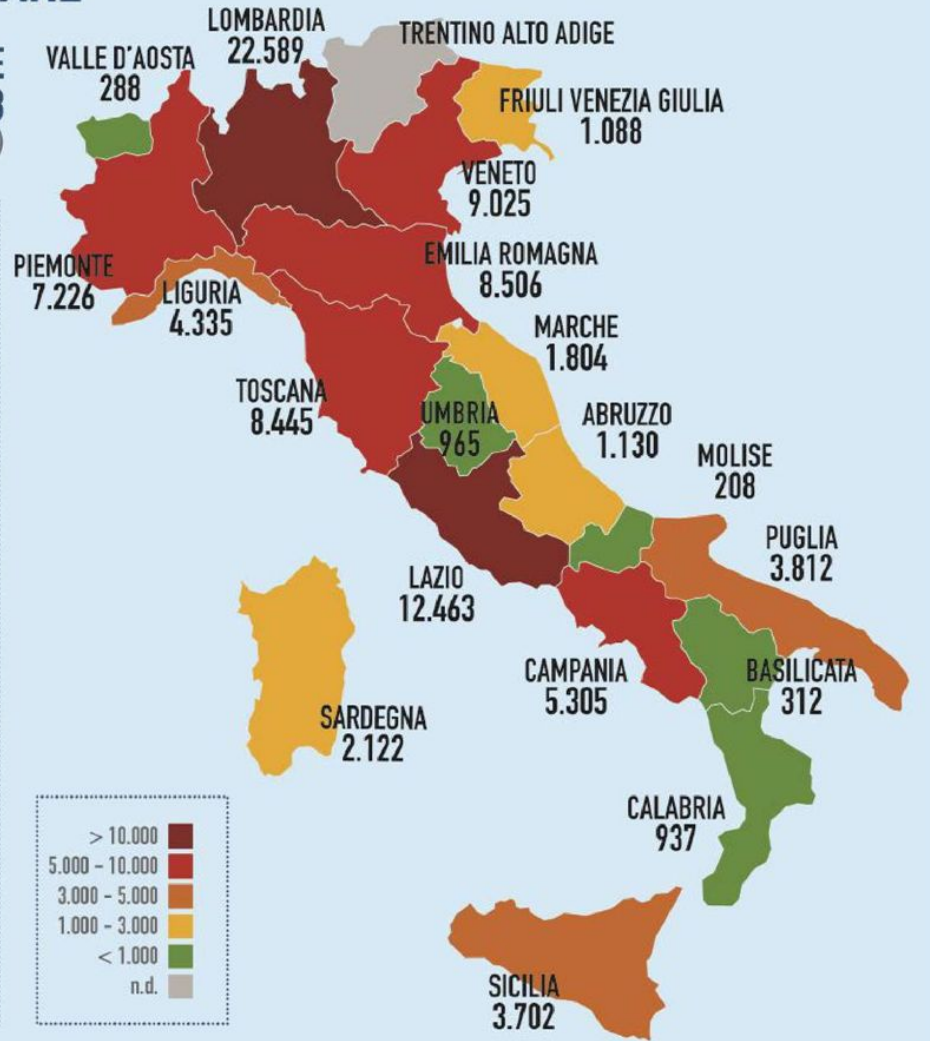 LOMBARDIA
22.589
TRENTINO ALTO ADIGE
VALLE D'AOSTA
288
FRIULI VENEZIA GIULIA
1.088
VENETO
9.025
EMILIA ROMAGNA
8.506
PIEMONTE
7.226
LIGURIA
4.335
MARCHE
1.804
TOSCANA
8.445
UMBRIA
965
ABRUZZO
1.130
MOLISE
208
PUGLIA
3.812
LAZIO
12.463
CAMPANIA
5.305
BASILICATA
312
SARDEGNA
2.122
CALABRIA
937
SICILIA
3.702
> 10.000
5.000 – 10.000
3.000 – 5.000
1.000 – 3.000
< 1.000
n.d.